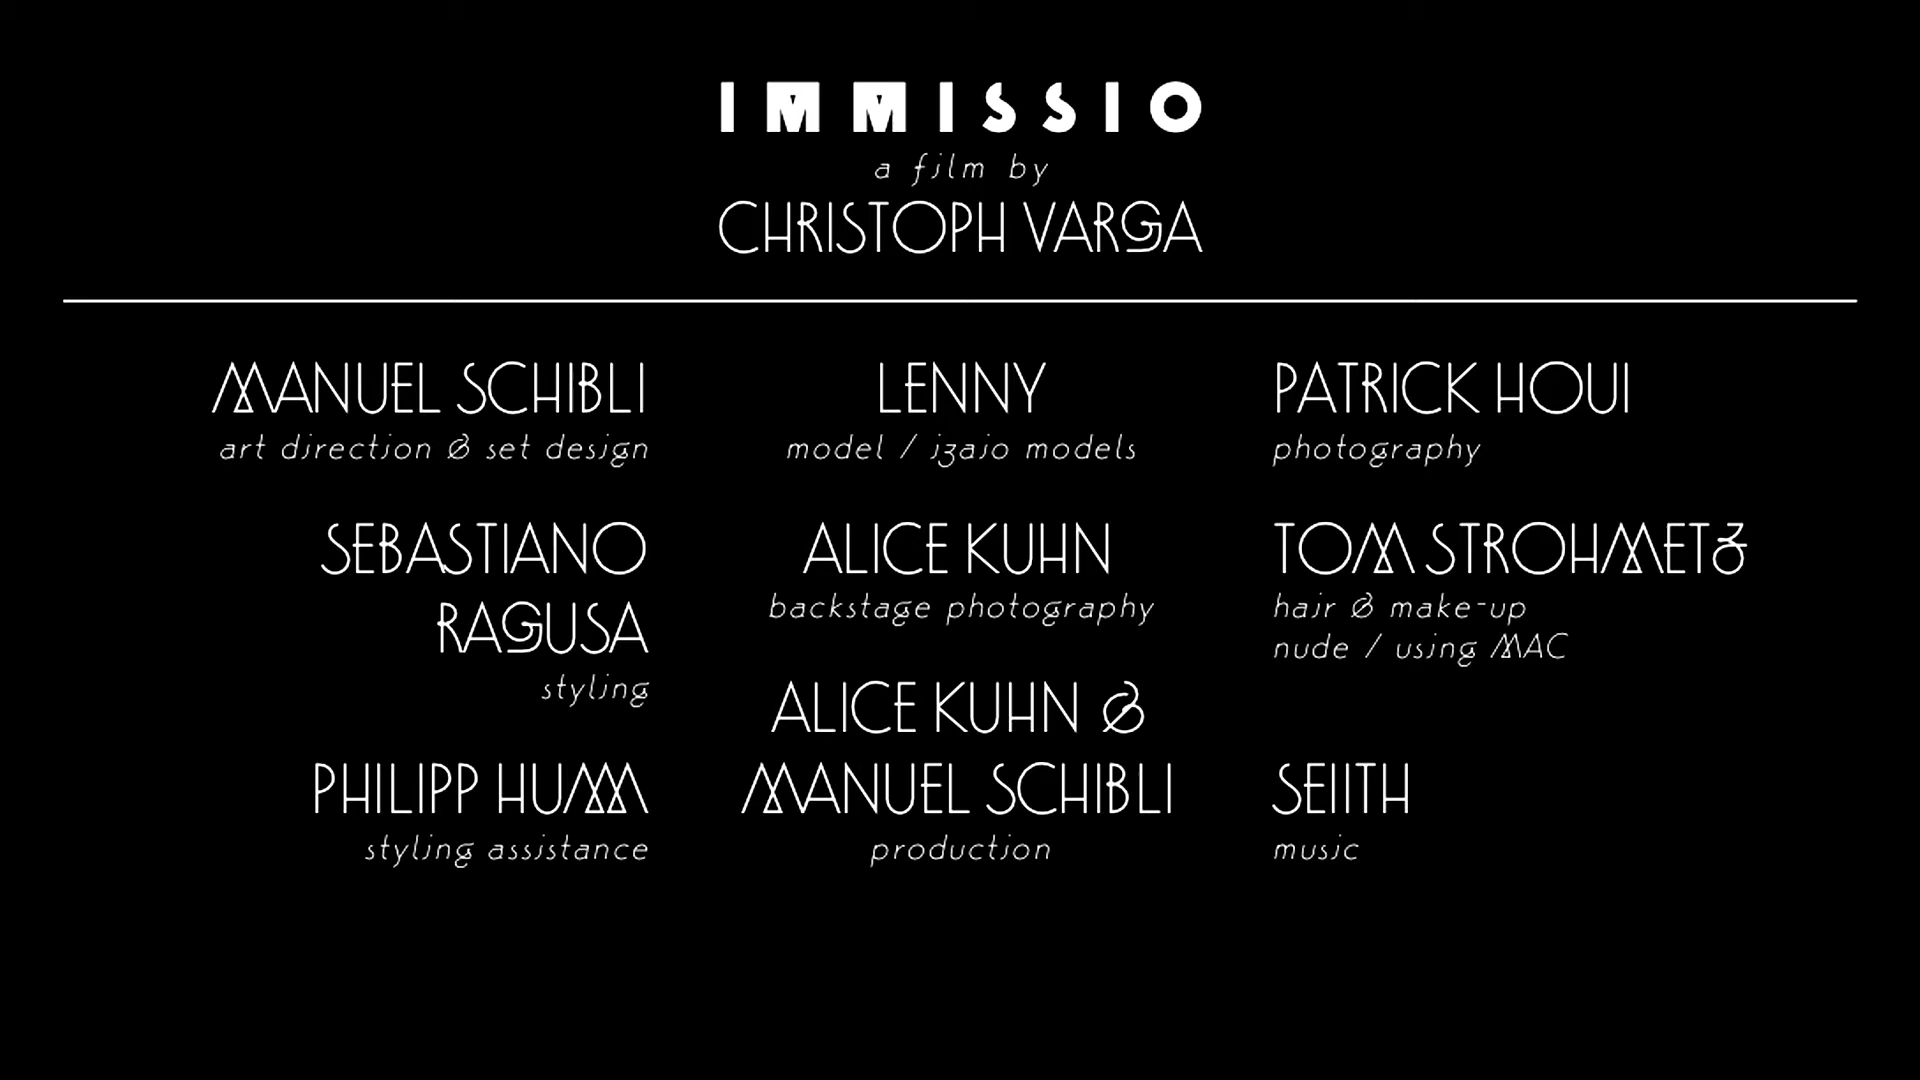 IMMISSIO
a film by
CHRISTOPH VARGA
MANUEL SCHIBLI
art direction & set design
SEBASTIANO
RAGUSA
styling
PHILIPP HUMM
styling assistance
LENNY
model / izaio models
ALICE KUHN
backstage photography
ALICE KUHN &
MANUEL SCHIBLI
production
PATRICK HOUI
photography
TOM STROHMETZ
hair & make-up
nude / using MAC
SEIITH
music